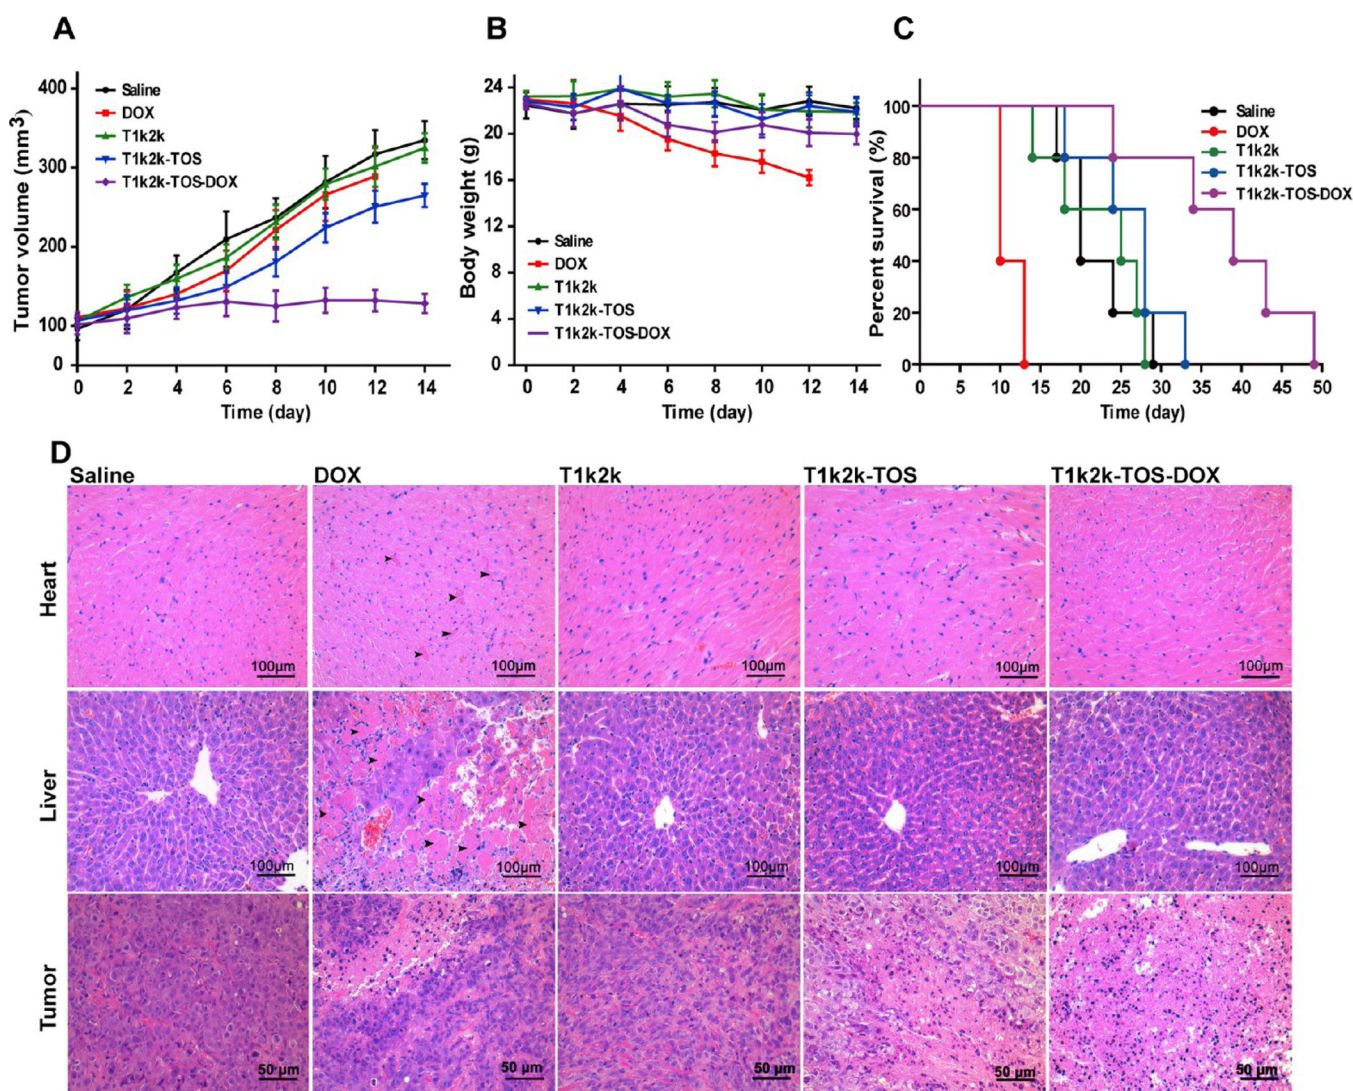 A
Tumor volume (mm3)
400
300
200
100
0
Saline
DOX
T1k2k
T1k2k-TOS
T1k2k-TOS-DOX
0 2 4 6 8 10 12 14
Time (day)
B
Body weight (g)
24
20
16
12
8
4
0
Saline
DOX
T1k2k
T1k2k-TOS
T1k2k-TOS-DOX
0 2 4 6 8 10 12 14
Time (day)
C
Percent survival (%)
100
80
60
40
20
0
Saline
DOX
T1k2k
T1k2k-TOS
T1k2k-TOS-DOX
0 5 10 15 20 25 30 35 40 45 50
Time (day)
D
Saline DOX T1k2k T1k2k-TOS T1k2k-TOS-DOX
Heart
100µm 100µm 100µm 100µm 100µm
Liver
100µm 100µm 100µm 100µm 100µm
Tumor
50 µm 50 µm 50 µm 50 µm 50 µm